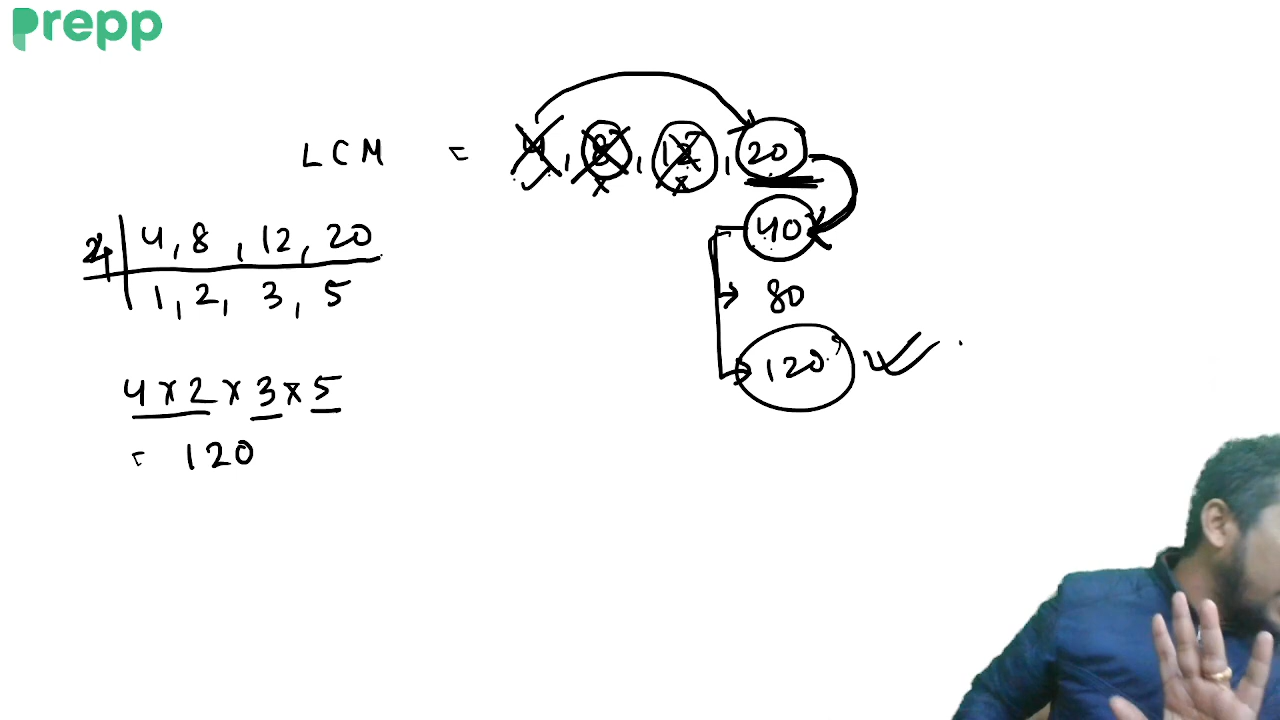 prepp
LCM = 4, 8, 12, 20
40
80
120
4 | 4, 8, 12, 20
1, 2, 3, 5
4 x 2 x 3 x 5
= 120